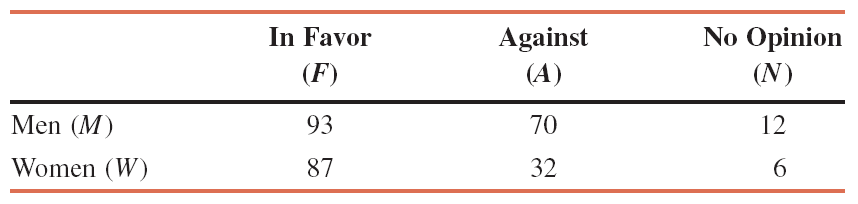 In Favor Against No Opinion
(F) (A) (N)
Men (M) 93 70 12
Women (W) 87 32 6